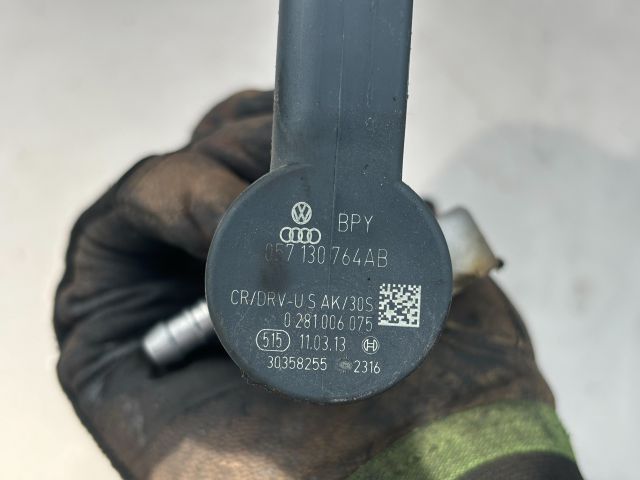 BPY
057 130 764AB
CR/DRV-U S AK/30S
0 281 006 075
515 11.03.13
30358255 2316